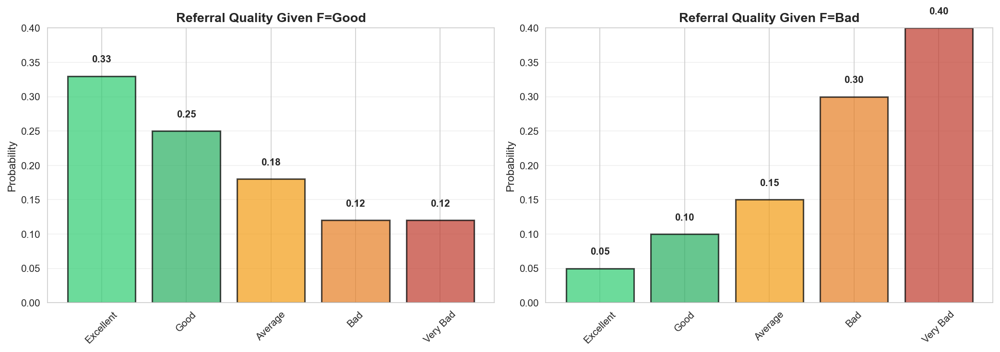 Referral Quality Given F=Good
Probability
0.40
0.35
0.30
0.25
0.20
0.15
0.10
0.05
0.00
0.33
0.25
0.18
0.12
0.12
Excellent
Good
Average
Bad
Very Bad
Referral Quality Given F=Bad
Probability
0.40
0.35
0.30
0.25
0.20
0.15
0.10
0.05
0.00
0.05
0.10
0.15
0.30
0.40
Excellent
Good
Average
Bad
Very Bad